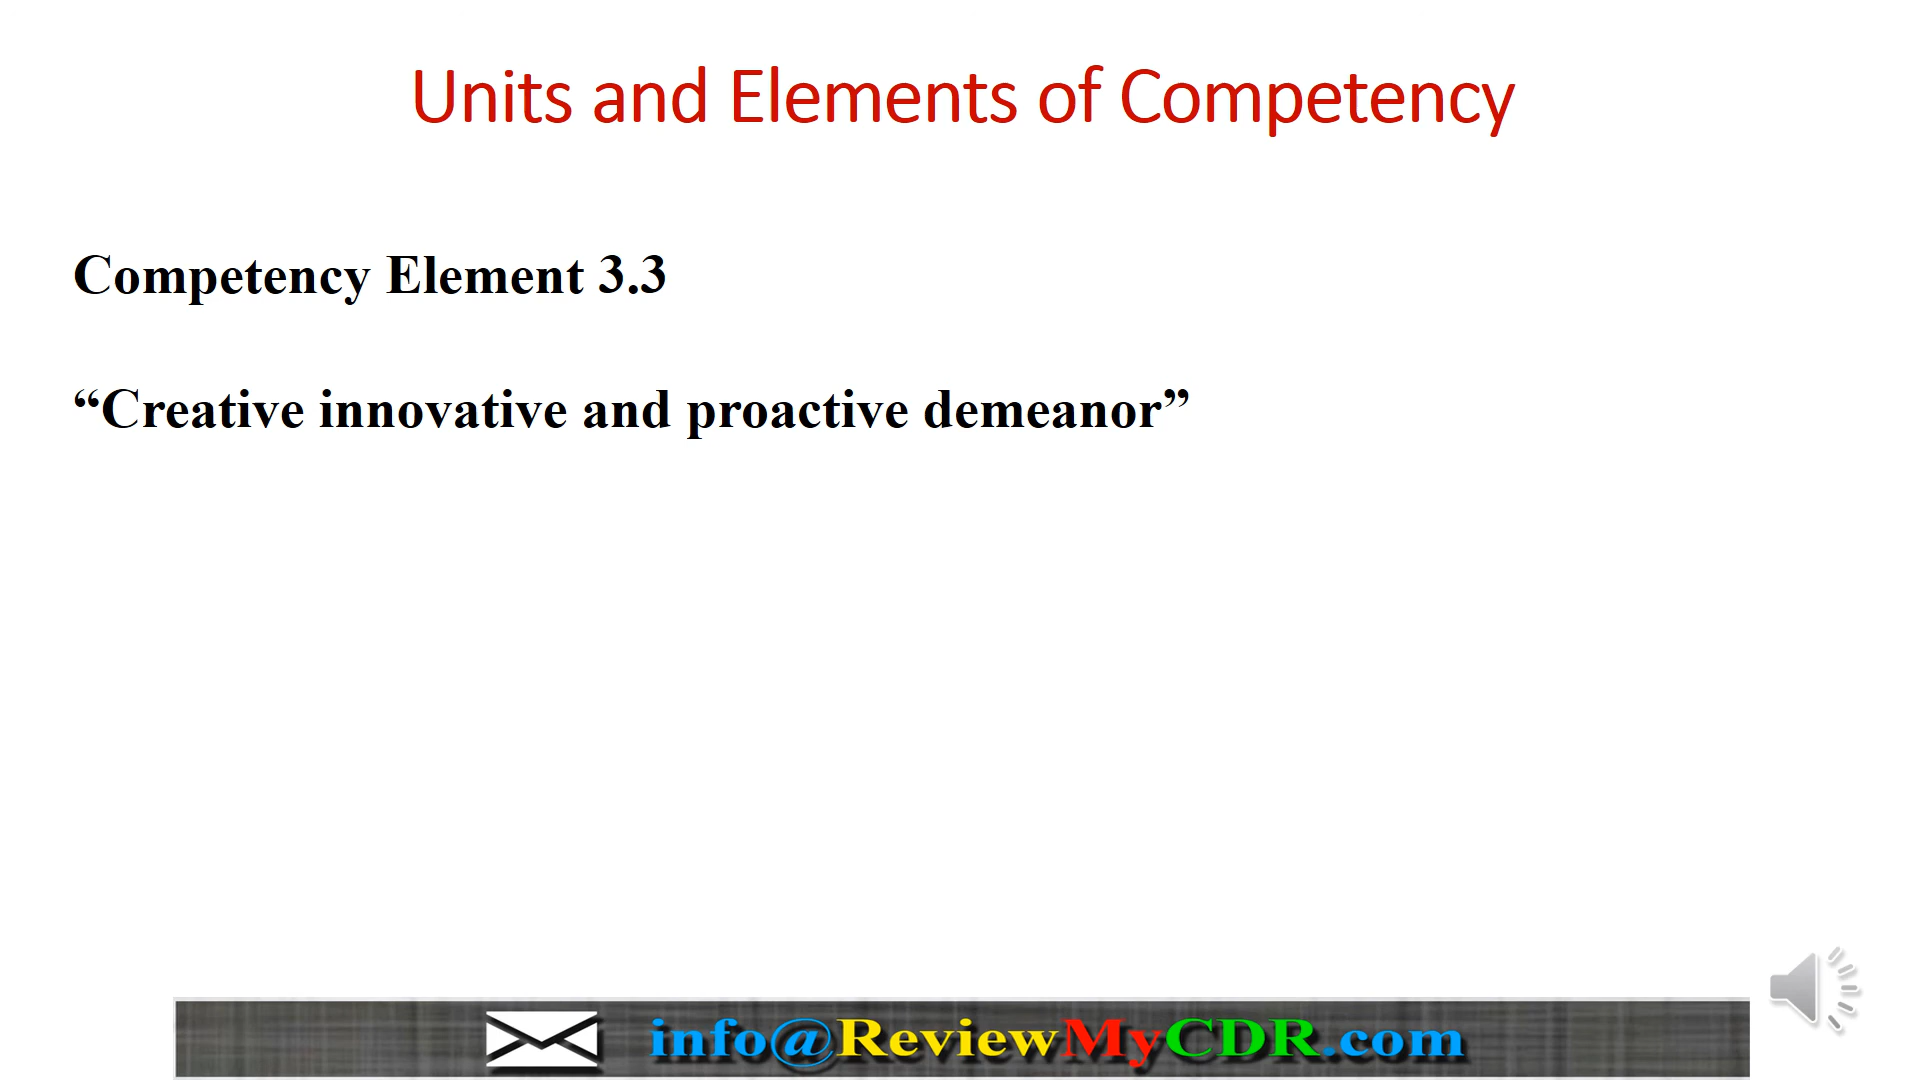 Units and Elements of Competency
Competency Element 3.3
“Creative innovative and proactive demeanor”
info@ReviewMyCDR.com